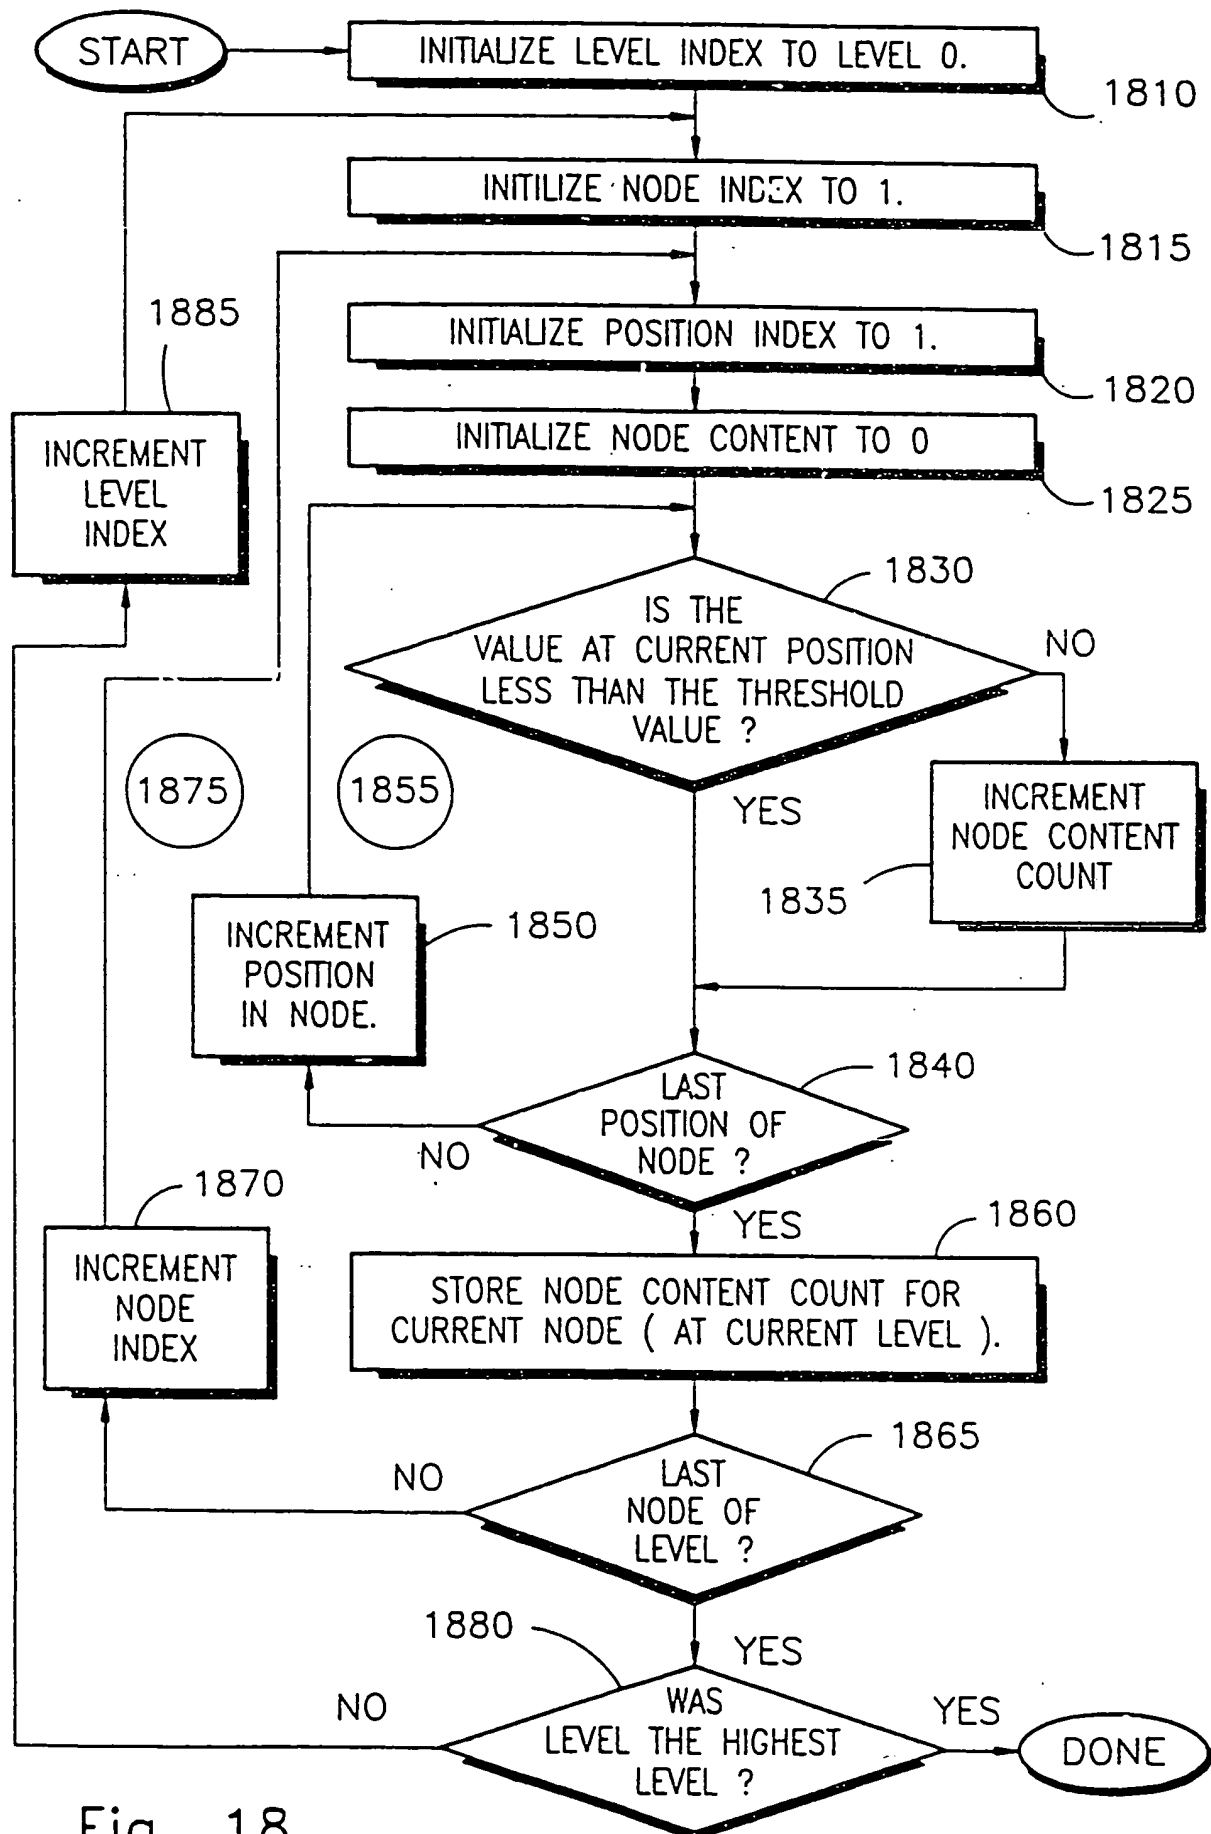 START
INITIALIZE LEVEL INDEX TO LEVEL 0.
1810
INITILIZE NODE INDEX TO 1.
1815
1885
INITIALIZE POSITION INDEX TO 1.
1820
INCREMENT
LEVEL
INDEX
INITIALIZE NODE CONTENT TO 0
1825
1830
IS THE
VALUE AT CURRENT POSITION
LESS THAN THE THRESHOLD
VALUE ?
NO
YES
1875
1855
INCREMENT
NODE CONTENT
COUNT
1835
INCREMENT
POSITION
IN NODE.
1850
1840
LAST
POSITION OF
NODE ?
NO
YES
1870
INCREMENT
NODE
INDEX
1860
STORE NODE CONTENT COUNT FOR
CURRENT NODE ( AT CURRENT LEVEL ).
1865
LAST
NODE OF
LEVEL ?
NO
YES
1880
WAS
LEVEL THE HIGHEST
LEVEL ?
NO
YES
DONE
Fig. 18